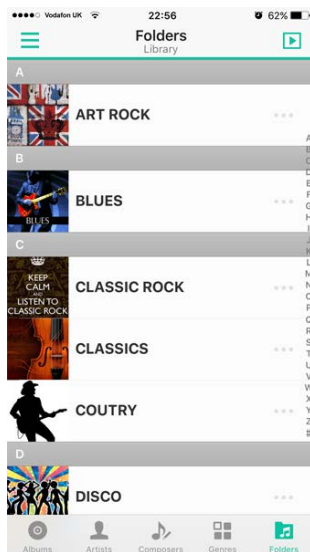 Vodafon UK 22:56 62%
Folders
Library
A
ART ROCK
B
BLUES
BLUES
C
KEEP
CALM
AND
LISTEN TO
CLASSIC ROCK
CLASSIC ROCK
CLASSICS
COUTRY
D
DISCO
A
B
C
D
E
F
G
H
I
J
K
L
M
N
O
P
Q
R
S
T
U
V
W
X
Y
Z
#
Albums Artists Composers Genres Folders